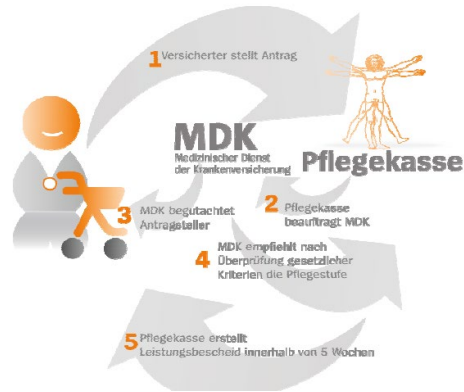 1 Versicherter stellt Antrag
MDK
Medizinischer Dienst
der Krankenversicherung
Pflegekasse
2 Pflegekasse
beauftragt MDK
3 MDK begutachtet
Antragsteller
4 MDK empfiehlt nach
Überprüfung gesetzlicher
Kriterien die Pflegestufe
5 Pflegekasse erstellt
Leistungsbescheid innerhalb von 5 Wochen